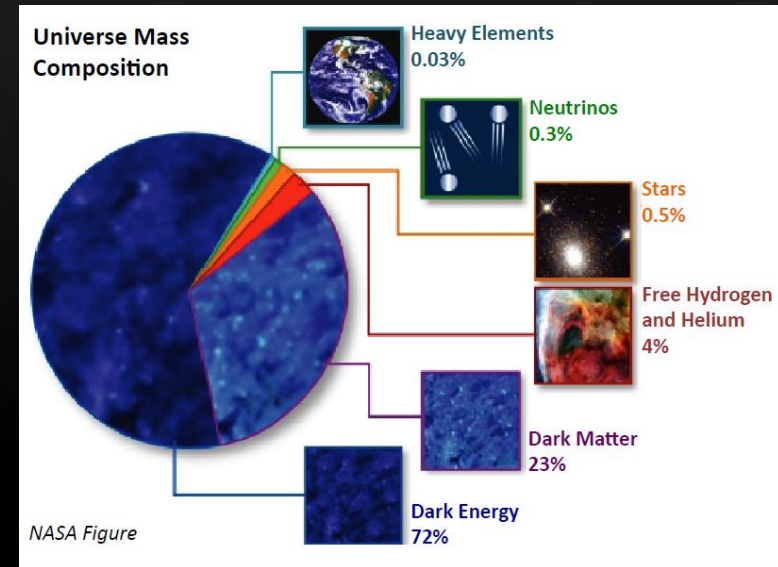 Universe Mass
Composition
Heavy Elements
0.03%
Neutrinos
0.3%
Stars
0.5%
Free Hydrogen
and Helium
4%
Dark Matter
23%
Dark Energy
72%
NASA Figure